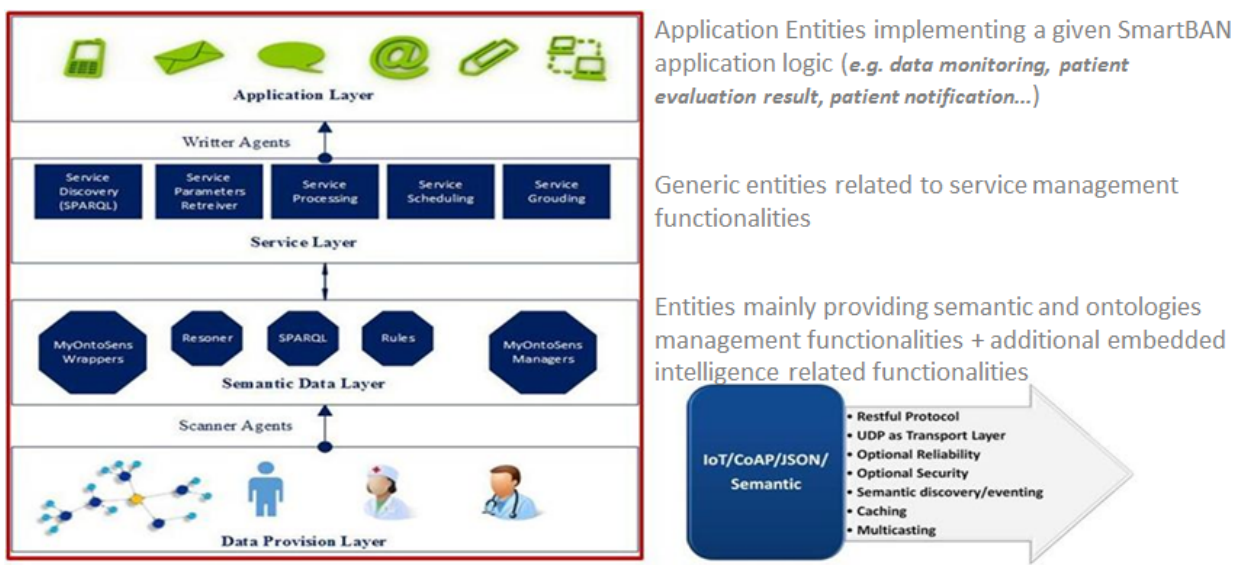 Application Layer
Writter Agents
Service
Discovery
(SPARQL)
Service
Parameters
Retreiver
Service
Processing
Service
Scheduling
Service
Grouding
Service Layer
MyOntoSens
Wrappers
Resoner
SPARQL
Rules
MyOntoSens
Managers
Semantic Data Layer
Scanner Agents
Data Provision Layer
Application Entities implementing a given SmartBAN
application logic (e.g. data monitoring, patient
evaluation result, patient notification...)
Generic entities related to service management
functionalities
Entities mainly providing semantic and ontologies
management functionalities + additional embedded
intelligence related functionalities
IoT/CoAP/JSON/
Semantic
• Restful Protocol
• UDP as Transport Layer
• Optional Reliability
• Optional Security
• Semantic discovery/eventing
• Caching
• Multicasting